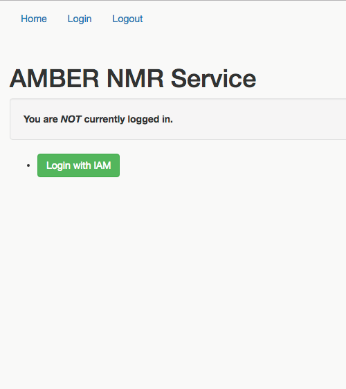 Home Login Logout
AMBER NMR Service
You are NOT currently logged in.
Login with IAM